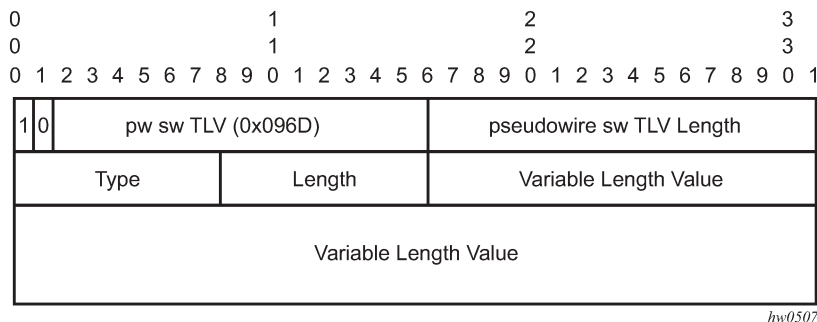 0 1 2 3
0 1 2 3
0 1 2 3 4 5 6 7 8 9 0 1 2 3 4 5 6 7 8 9 0 1 2 3 4 5 6 7 8 9 0 1
1 0 pw sw TLV (0x096D) pseudowire sw TLV Length
Type Length Variable Length Value
Variable Length Value
hw0507